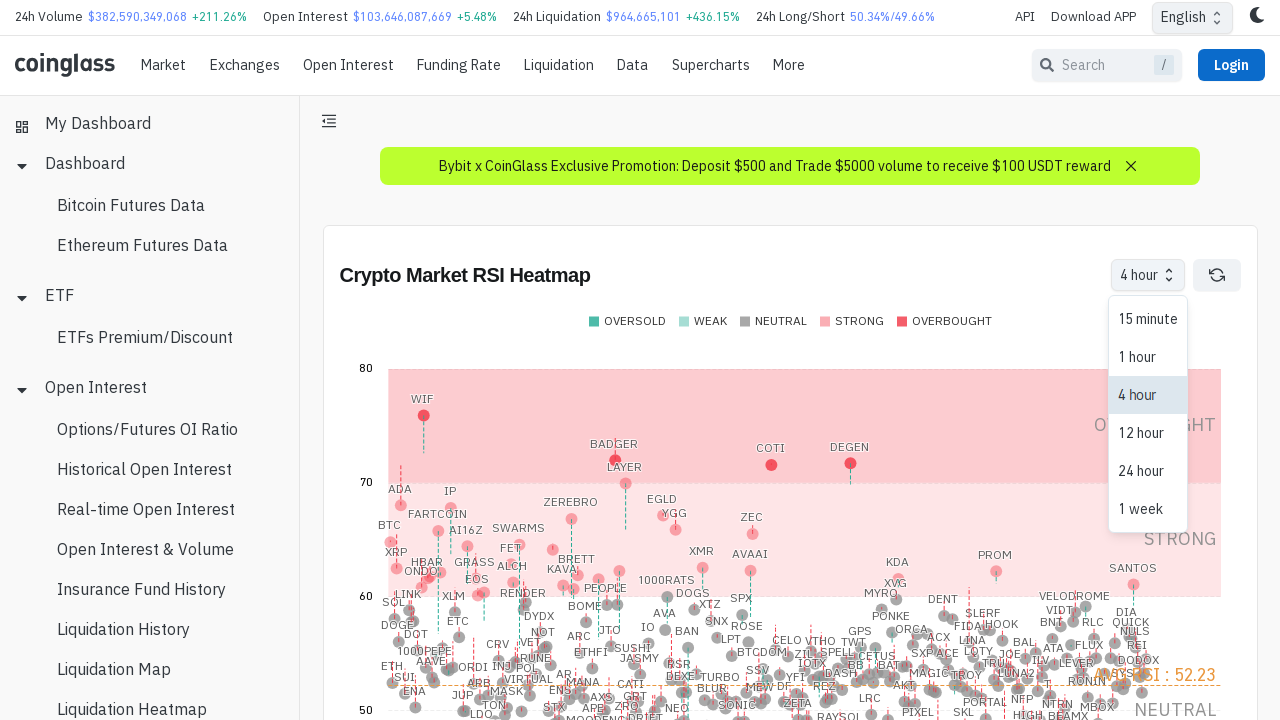 24h Volume $382,590,349,068 +211.26% Open Interest $103,646,087,669 +5.48% 24h Liquidation $964,665,101 +436.15% 24h Long/Short 50.34%/49.66% API Download APP English
coinglass Market Exchanges Open Interest Funding Rate Liquidation Data Supercharts More Search / Login
My Dashboard
Dashboard
Bitcoin Futures Data
Ethereum Futures Data
ETF
ETFs Premium/Discount
Open Interest
Options/Futures OI Ratio
Historical Open Interest
Real-time Open Interest
Open Interest & Volume
Insurance Fund History
Liquidation History
Liquidation Map
Liquidation Heatmap
Bybit x CoinGlass Exclusive Promotion: Deposit $500 and Trade $5000 volume to receive $100 USDT reward
Crypto Market RSI Heatmap
4 hour
15 minute
1 hour
4 hour
12 hour
24 hour
1 week
OVERSOLD WEAK NEUTRAL STRONG OVERBOUGHT
80
WIF
BADGER COTI DEGEN
LAYER
70
ADA IP
ZEREBRO EGLD
FARTCOIN YGG
BTC AI16Z SWARMS ZEC
XRP FET XMR AVAAI
HBAR GRASS ALCH BRETT KDA PROM
ONDO EOS KAVA 1000RATS XVG SANTOS
LINK XLM RENDER PEOPLE DOGS MYRO
60
SOL BOME XTZ SPX DENT VELODROME
DOGE ETC DYDX AVA SNX ROSE PONKE SLERF VIDT DIA
DOT NOT JTO IO BAN GPS ORCA FIDA HOOK BNT RLC QUICK
ARC LPT CELO VTHO TWT ACX LINA BAL NULS
1000PEPE CRV VET ETHFI SUSHI BTCDOM ZIL SPELL CETUS SXP ACE LQTY JOE ATA FLUX REI
AAVE RUNE JASMY RSR IOTX BB BAT TRU ILV LEVER DODOX
ETH ORDI INJ POL AR DEXE TURBO SSV YFI DASH MAGIC TROY LUNA2 SYS
SUI ARB VIRTUAL MANA CATI BLUR MEW DF REZ AKT RONIN
AVG RSI : 52.23
ENA JUP MASK ENS AXS GRT SONIC ZETA LRC PORTAL NFP NTRN MBOX
LDO TON STX APE ZRO NEO RAYSOL PIXEL SKL HIGH BEAMX
DRIFT
50
STRONG
NEUTRAL